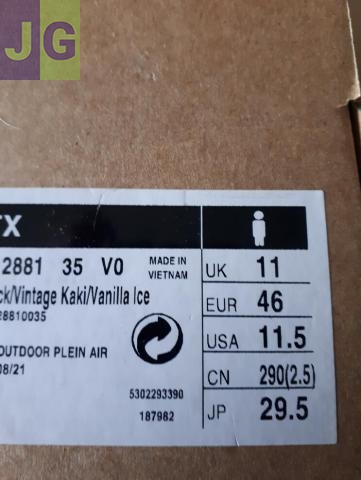 JG
TX
2881 35 V0
MADE IN
VIETNAM
ck/Vintage Kaki/Vanilla Ice
28810035
OUTDOOR PLEIN AIR
08/21
5302293390
187982
UK 11
EUR 46
USA 11.5
CN 290(2.5)
JP 29.5